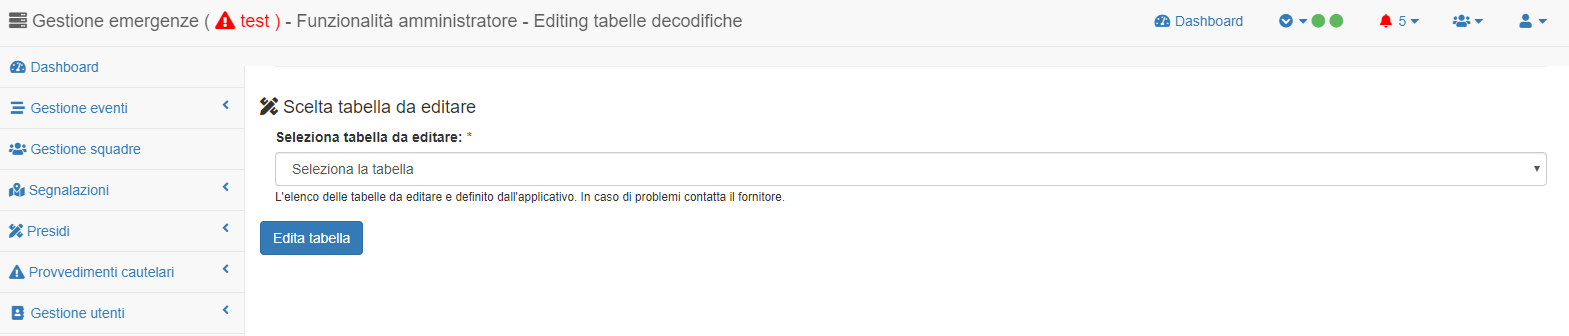 Gestione emergenze ( test ) - Funzionalità amministratore - Editing tabelle decodifiche
Dashboard
5
Dashboard
Gestione eventi
Gestione squadre
Segnalazioni
Presidi
Provvedimenti cautelari
Gestione utenti
Scelta tabella da editare
Seleziona tabella da editare: *
Seleziona la tabella
L'elenco delle tabelle da editare e definito dall'applicativo. In caso di problemi contatta il fornitore.
Edita tabella